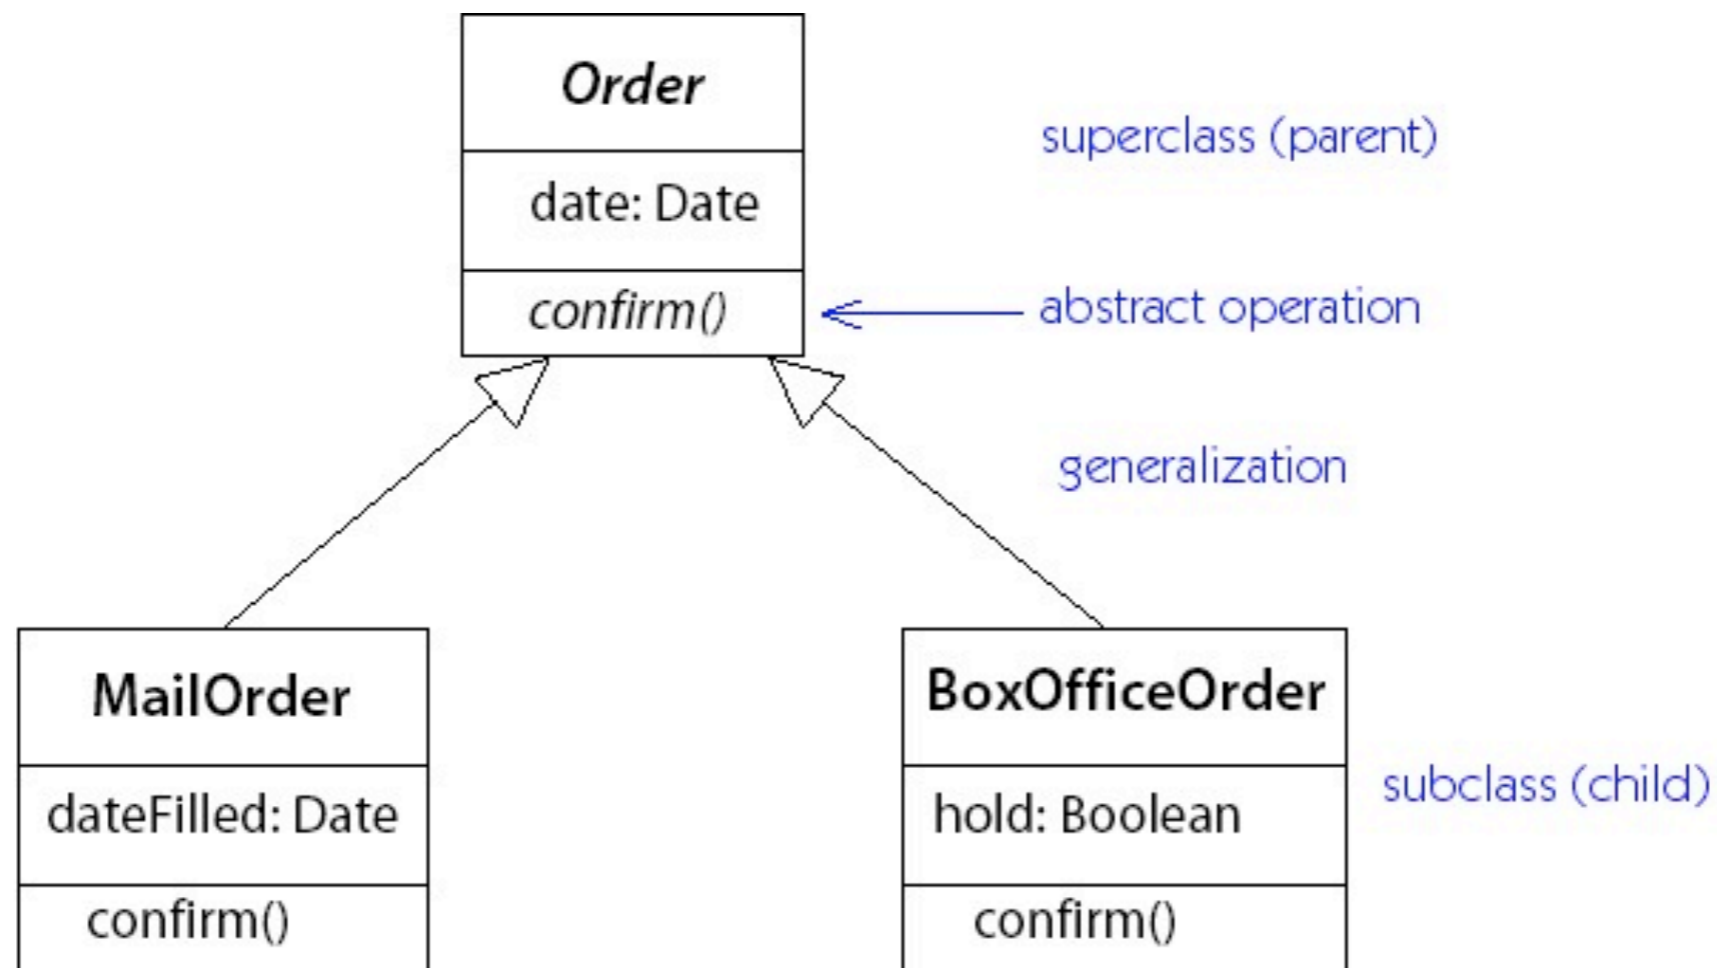 Order
superclass (parent)
date: Date
confirm()
abstract operation
generalization
MailOrder
BoxOfficeOrder
dateFilled: Date
hold: Boolean
subclass (child)
confirm()
confirm()